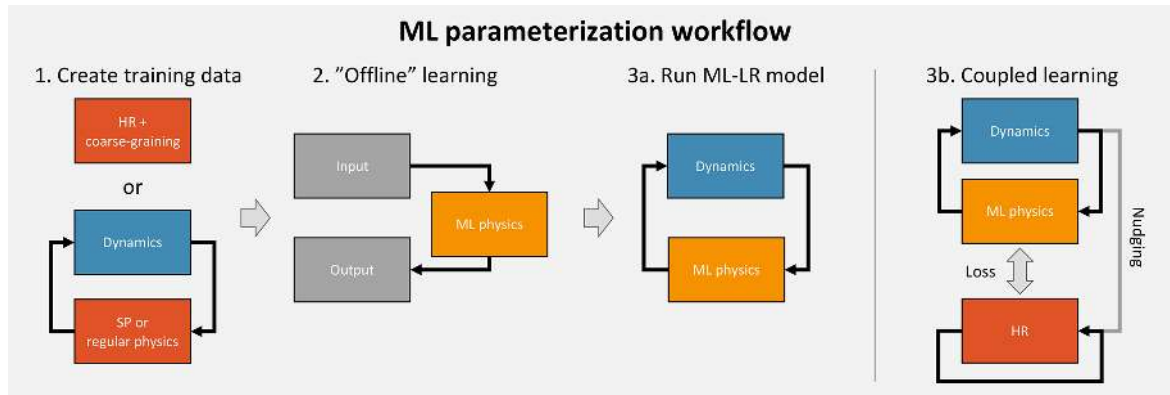 ML parameterization workflow
1. Create training data
HR +
coarse-graining
or
Dynamics
SP or
regular physics
2. ”Offline” learning
Input
ML physics
Output
3a. Run ML-LR model
Dynamics
ML physics
3b. Coupled learning
Dynamics
ML physics
Nudging
Loss
HR